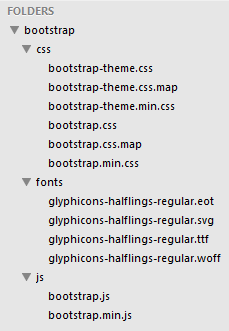 FOLDERS
bootstrap
css
bootstrap-theme.css
bootstrap-theme.css.map
bootstrap-theme.min.css
bootstrap.css
bootstrap.css.map
bootstrap.min.css
fonts
glyphicons-halflings-regular.eot
glyphicons-halflings-regular.svg
glyphicons-halflings-regular.ttf
glyphicons-halflings-regular.woff
js
bootstrap.js
bootstrap.min.js